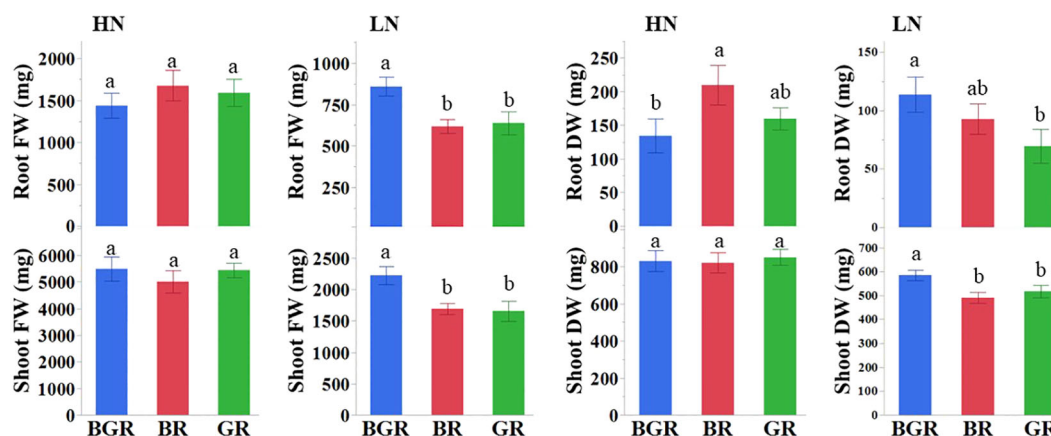 HN
LN
HN
LN
Root FW (mg)
2000
1500
1000
500
0
a
a
a
Root FW (mg)
1000
750
500
250
a
b
b
Root DW (mg)
250
200
150
100
50
0
b
a
ab
Root DW (mg)
150
100
50
0
a
ab
b
Shoot FW (mg)
6000
5000
4000
3000
2000
1000
0
a
a
a
BGR BR GR
Shoot FW (mg)
2500
2000
1500
1000
500
0
a
b
b
BGR BR GR
Shoot DW (mg)
800
600
400
200
0
a
a
a
BGR BR GR
Shoot DW (mg)
700
600
500
400
300
200
100
0
a
b
b
BGR BR GR